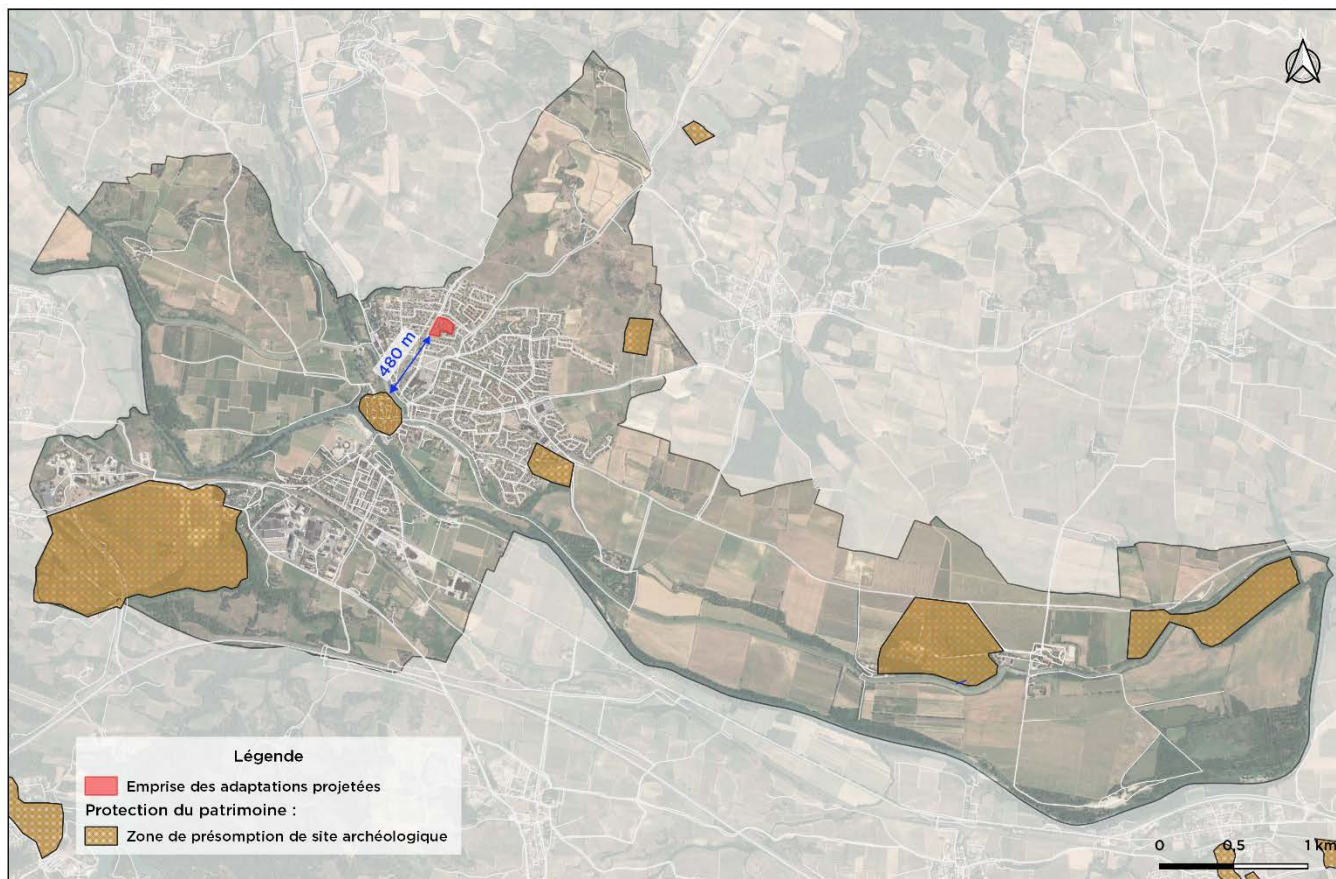 480 m
Légende
Emprise des adaptations projetées
Protection du patrimoine :
Zone de présomption de site archéologique
0 0,5 1 km